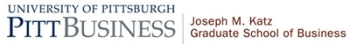 UNIVERSITY OF PITTSBURGH
PITTBUSINESS
Joseph M. Katz
Graduate School of Business